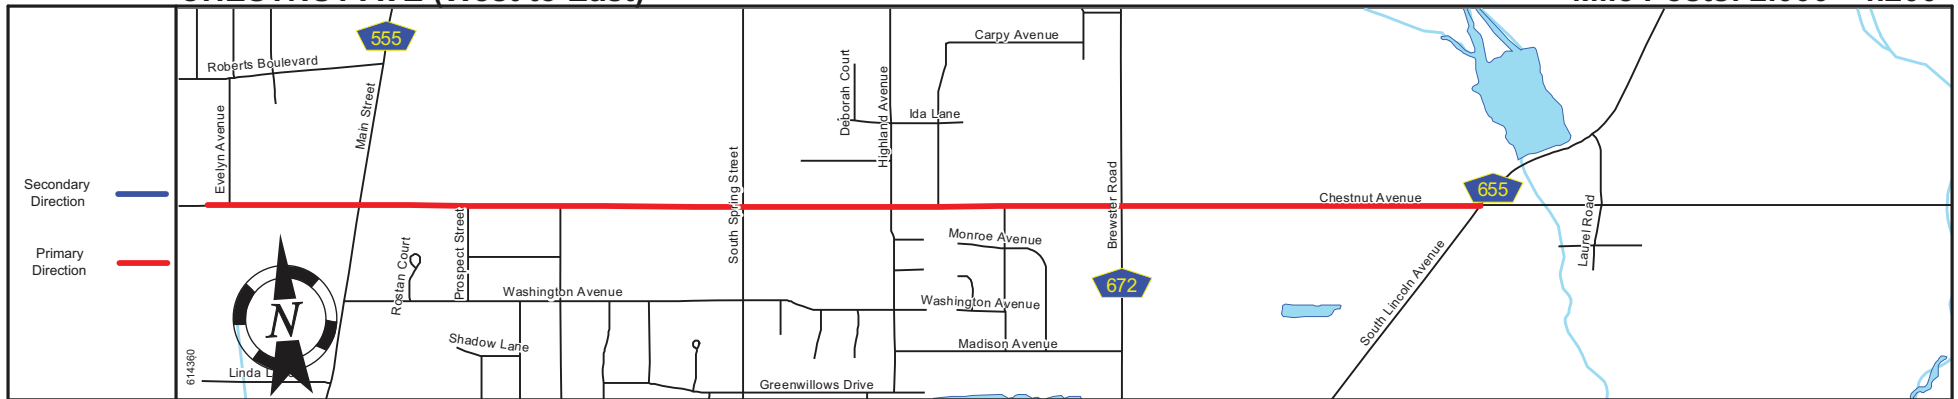 555
Carpy Avenue
Roberts Boulevard
Deborah Court
Highland Avenue
Main Street
Evelyn Avenue
Ida Lane
South Spring Street
Brewster Road
Secondary
Direction
655
Chestnut Avenue
Laurel Road
Prospect Street
Rostan Court
Monroe Avenue
Primary
Direction
South Lincoln Avenue
672
Washington Avenue
Washington Avenue
N
Shadow Lane
Madison Avenue
614360
Linda
Greenwillows Drive